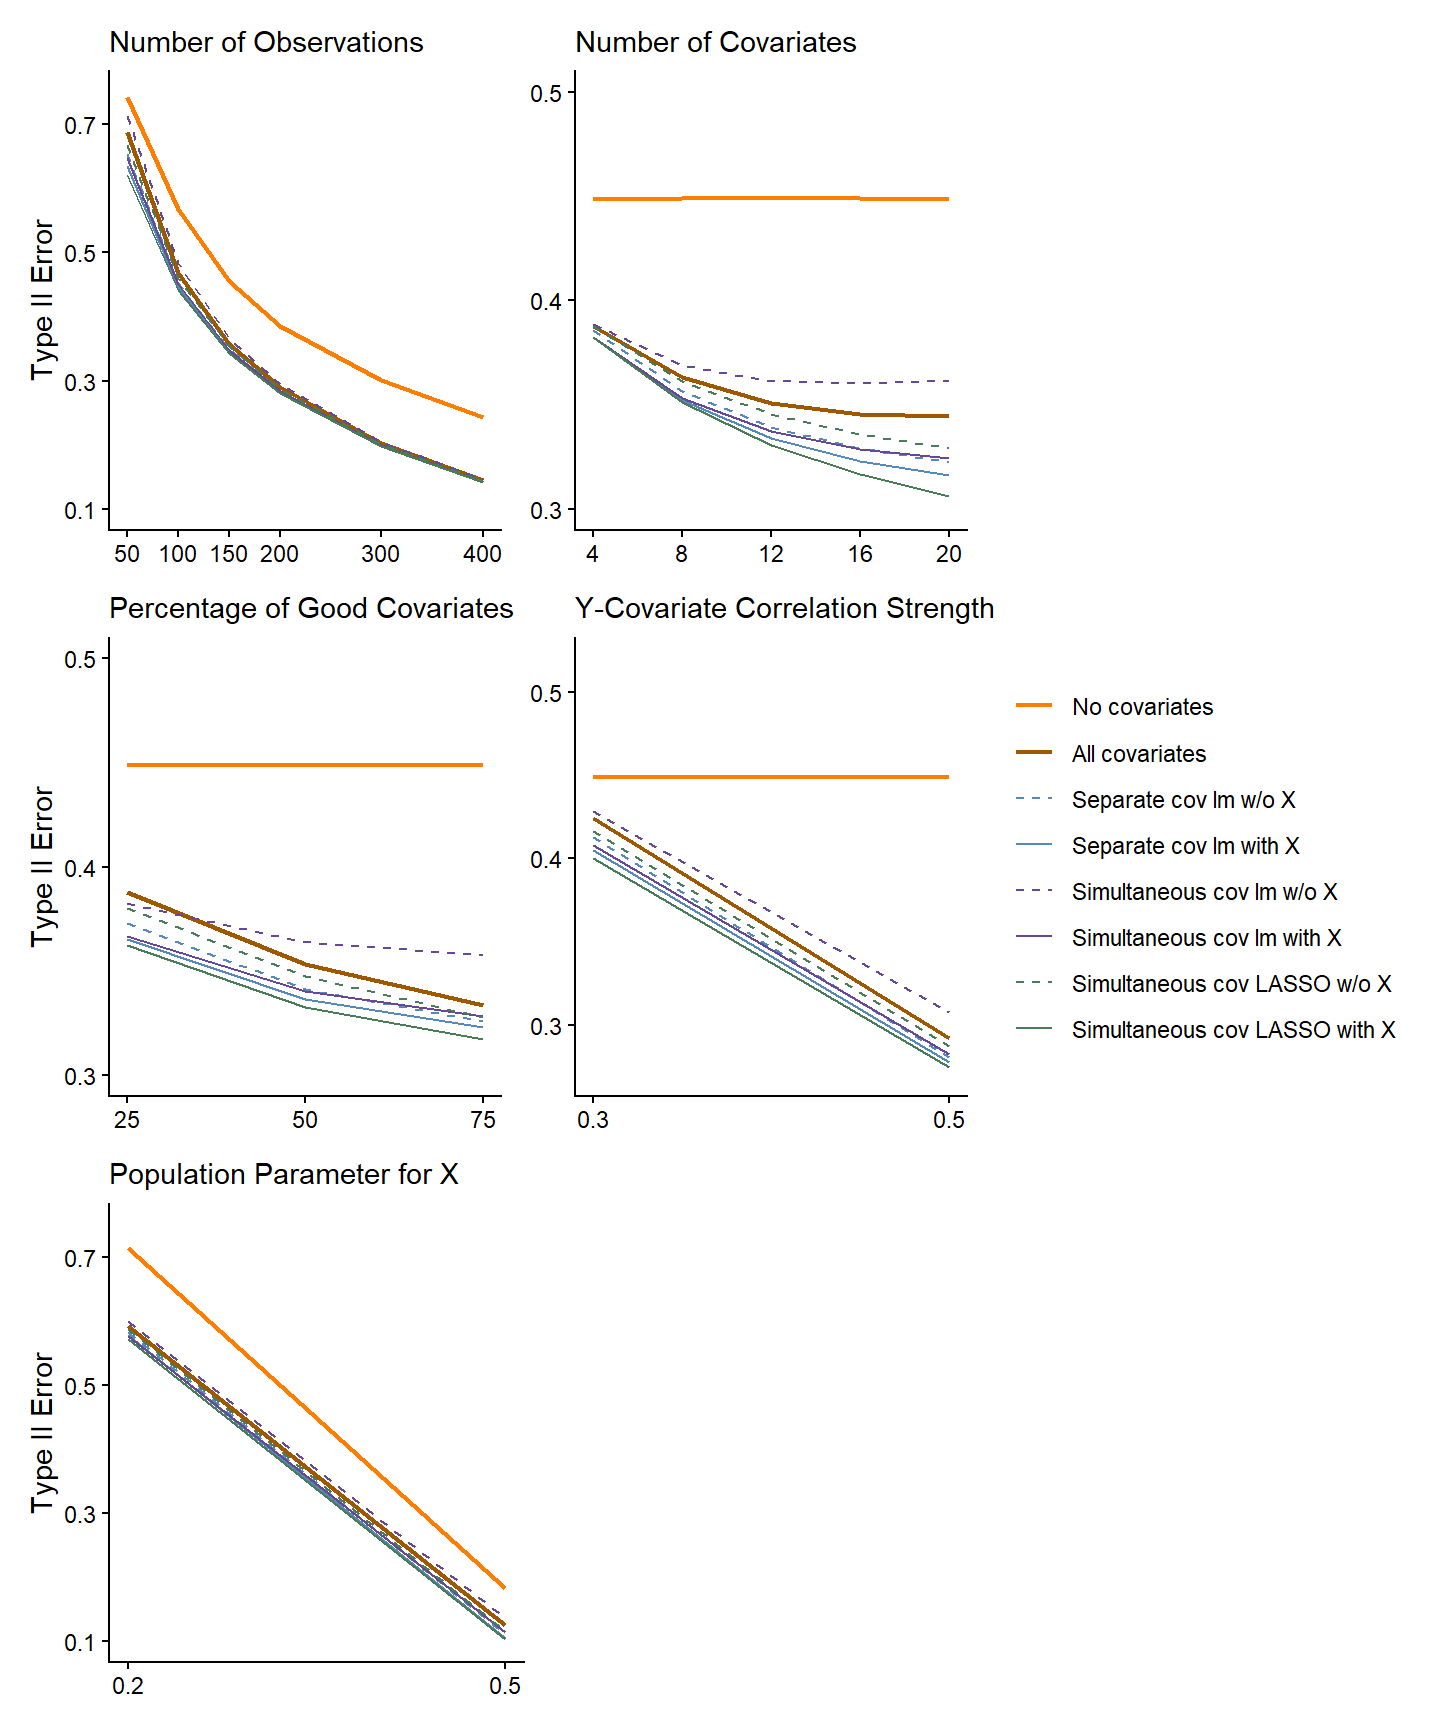 Number of Observations
Number of Covariates
Type II Error
0.7
0.5
0.3
0.1
50 100 150 200 300 400
0.5
0.4
0.3
4 8 12 16 20
Percentage of Good Covariates
Y-Covariate Correlation Strength
Type II Error
0.5
0.4
0.3
25 50 75
0.5
0.4
0.3
0.3 0.5
No covariates
All covariates
Separate cov lm w/o X
Separate cov lm with X
Simultaneous cov lm w/o X
Simultaneous cov lm with X
Simultaneous cov LASSO w/o X
Simultaneous cov LASSO with X
Population Parameter for X
Type II Error
0.7
0.5
0.3
0.1
0.2 0.5